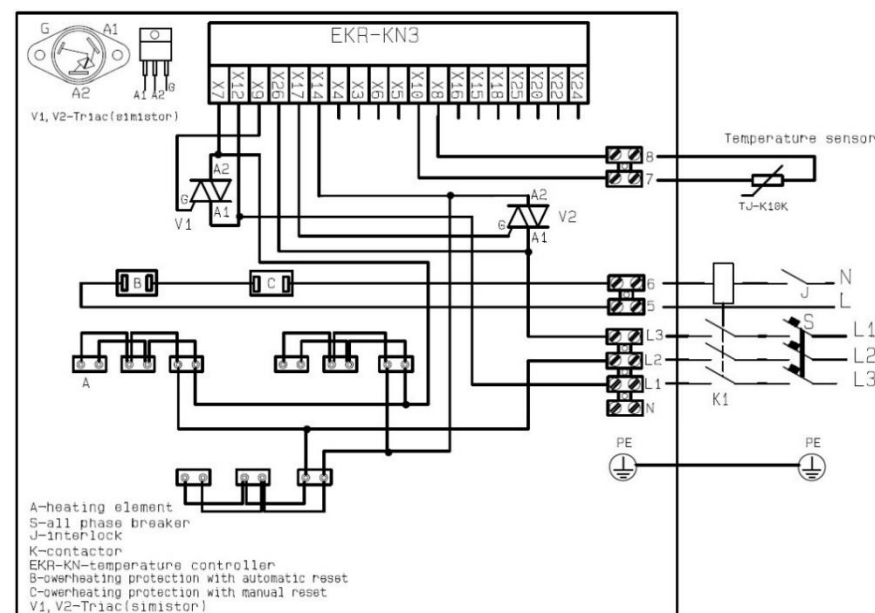 EKR-KN3
G A1
A2
A1 A2 G
V1, V2-Triac(simistor)
X7 X12 X9 X26 X17 X14 X4 X3 X6 X5 X10 X8 X16 X15 X18 X25 X20 X22 X24
Temperature sensor
8
7
TJ-K10K
A2
G
A1
V1
A2
G
V2
A1
B
C
6
J
N
5
L
S
L3
L1
L2
L2
L1
L3
K1
N
A
PE
PE
A-heating element
S-all phase breaker
J-interlock
K-contactor
EKR-KN-temperature controller
B-owerheating protection with automatic reset
C-owerheating protection with manual reset
V1, V2-Triac(simistor)